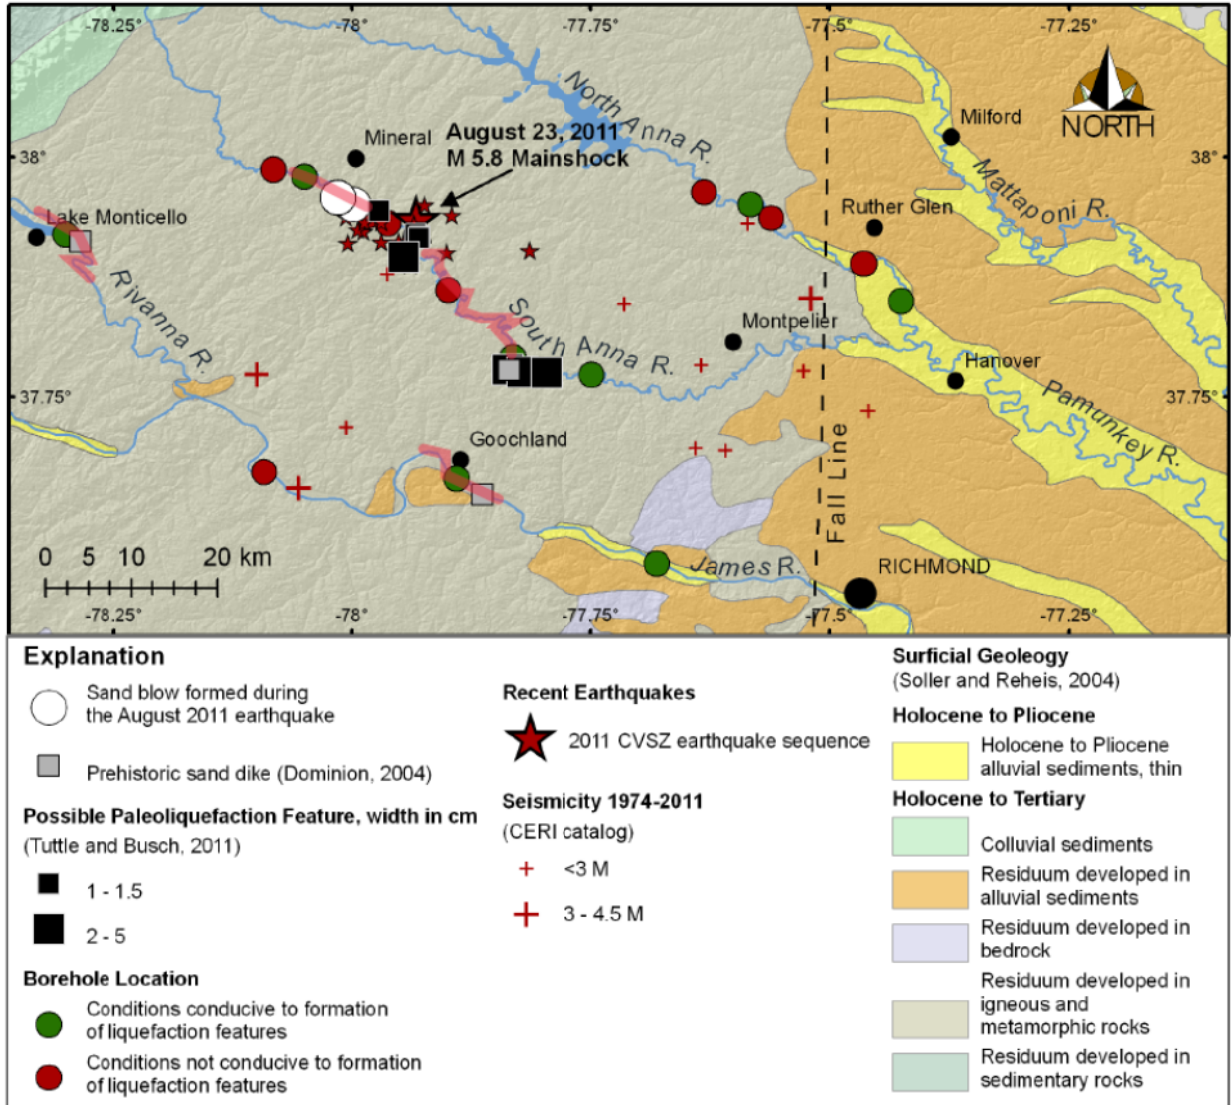 -78.25°
-78°
-77.75°
-77.5°
-77.25°
North Anna R.
Mineral
August 23, 2011
M 5.8 Mainshock
Milford
NORTH
38°
38°
Mattaponi R.
Lake Monticello
Ruther Glen
Rivanna R.
South Anna R.
Montpelier
Hanover
37.75°
37.75°
Pamunkey R.
Goochland
Fall Line
0 5 10 20 km
James R.
RICHMOND
-78.25°
-78°
-77.75°
-77.5°
-77.25°
Explanation
Sand blow formed during
the August 2011 earthquake
Prehistoric sand dike (Dominion, 2004)
Possible Paleoliquefaction Feature, width in cm
(Tuttle and Busch, 2011)
1 - 1.5
2 - 5
Borehole Location
Conditions conducive to formation
of liquefaction features
Conditions not conducive to formation
of liquefaction features
Recent Earthquakes
2011 CVSZ earthquake sequence
Seismicity 1974-2011
(CERI catalog)
<3 M
3 - 4.5 M
Surficial Geoleogy
(Soller and Reheis, 2004)
Holocene to Pliocene
Holocene to Pliocene
alluvial sediments, thin
Holocene to Tertiary
Colluvial sediments
Residuum developed in
alluvial sediments
Residuum developed in
bedrock
Residuum developed in
igneous and
metamorphic rocks
Residuum developed in
sedimentary rocks